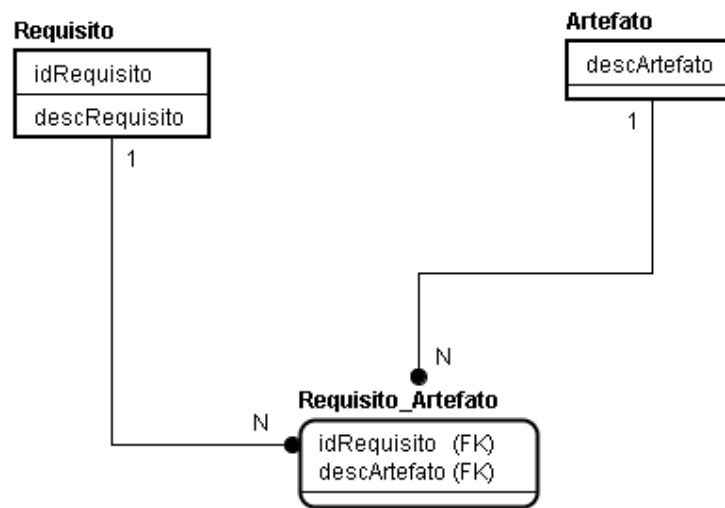 Requisito
idRequisito
descRequisito
1
Artefato
descArtefato
1
N
N
Requisito_Artefato
idRequisito (FK)
descArtefato (FK)